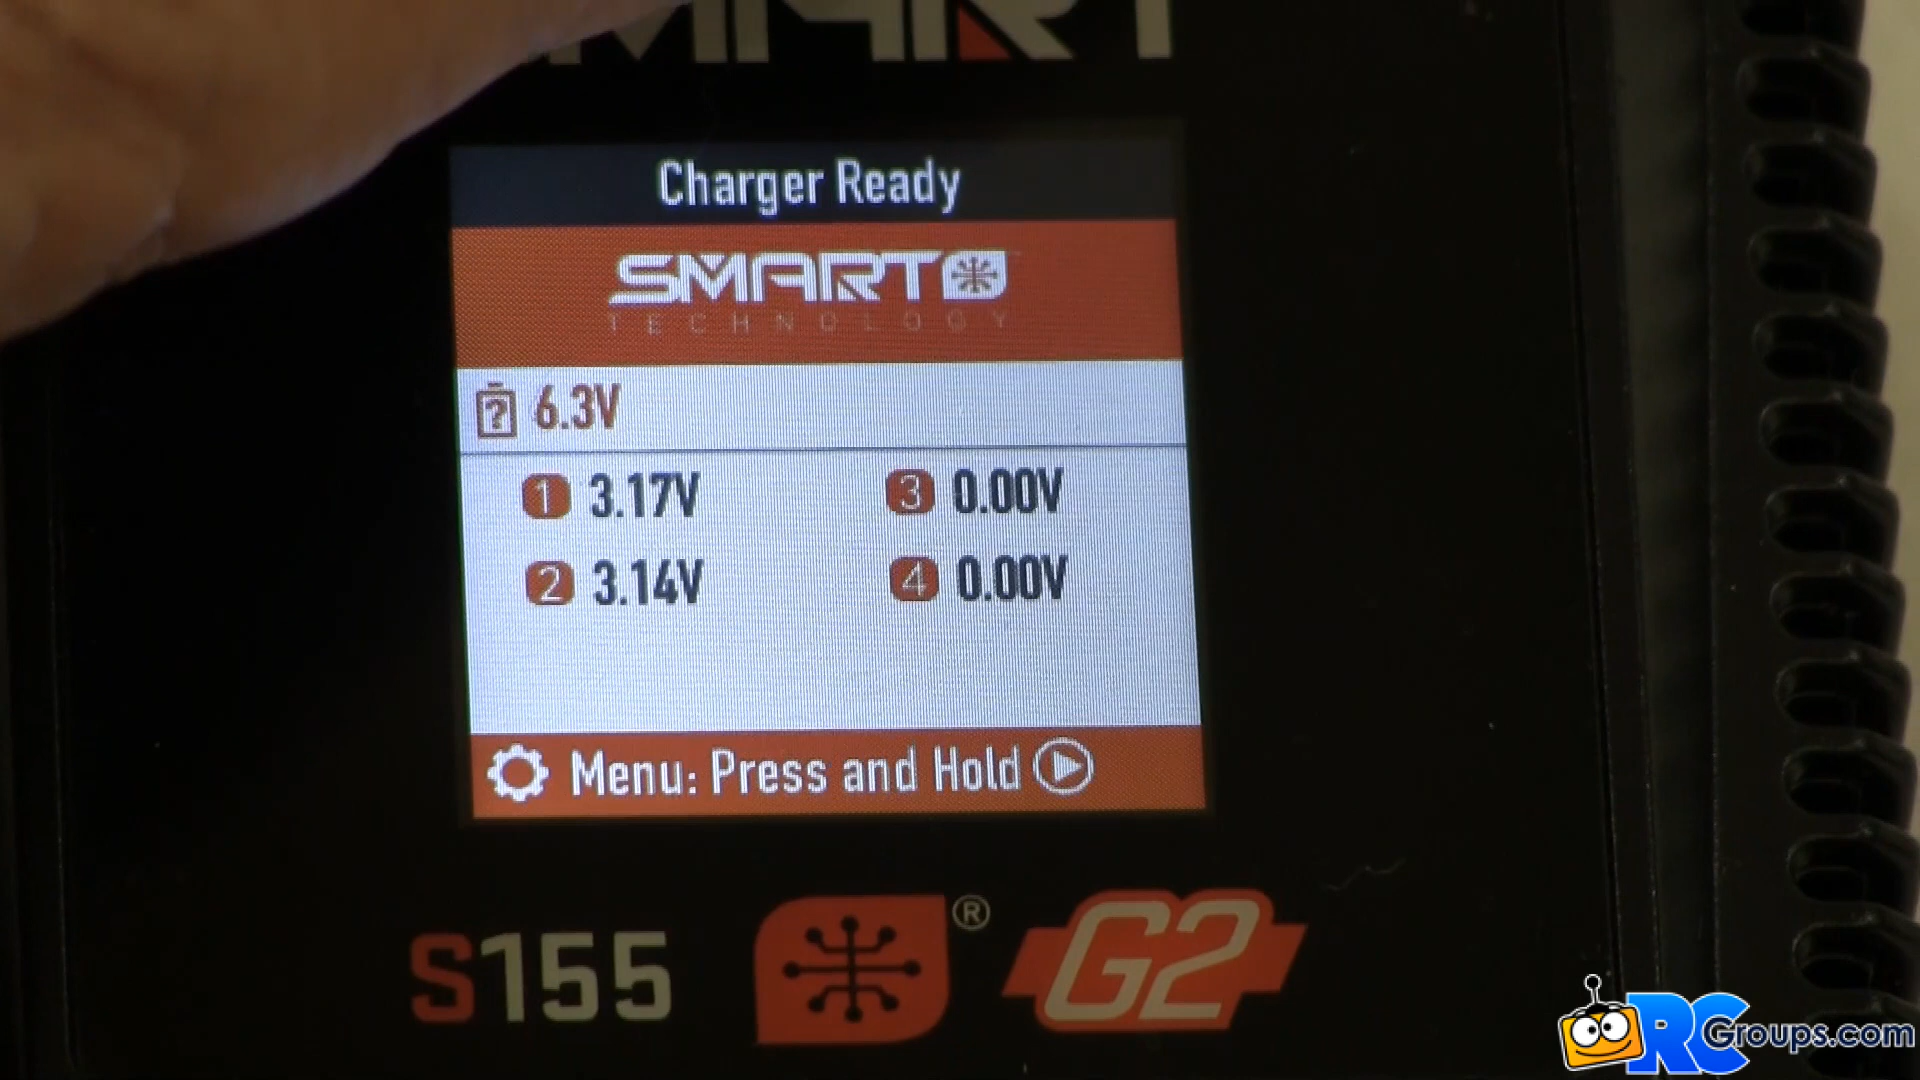 SMART
Charger Ready
SMART
TECHNOLOGY
? 6.3V
1 3.17V 3 0.00V
2 3.14V 4 0.00V
Menu: Press and Hold
S155 ® G2
RCGroups.com